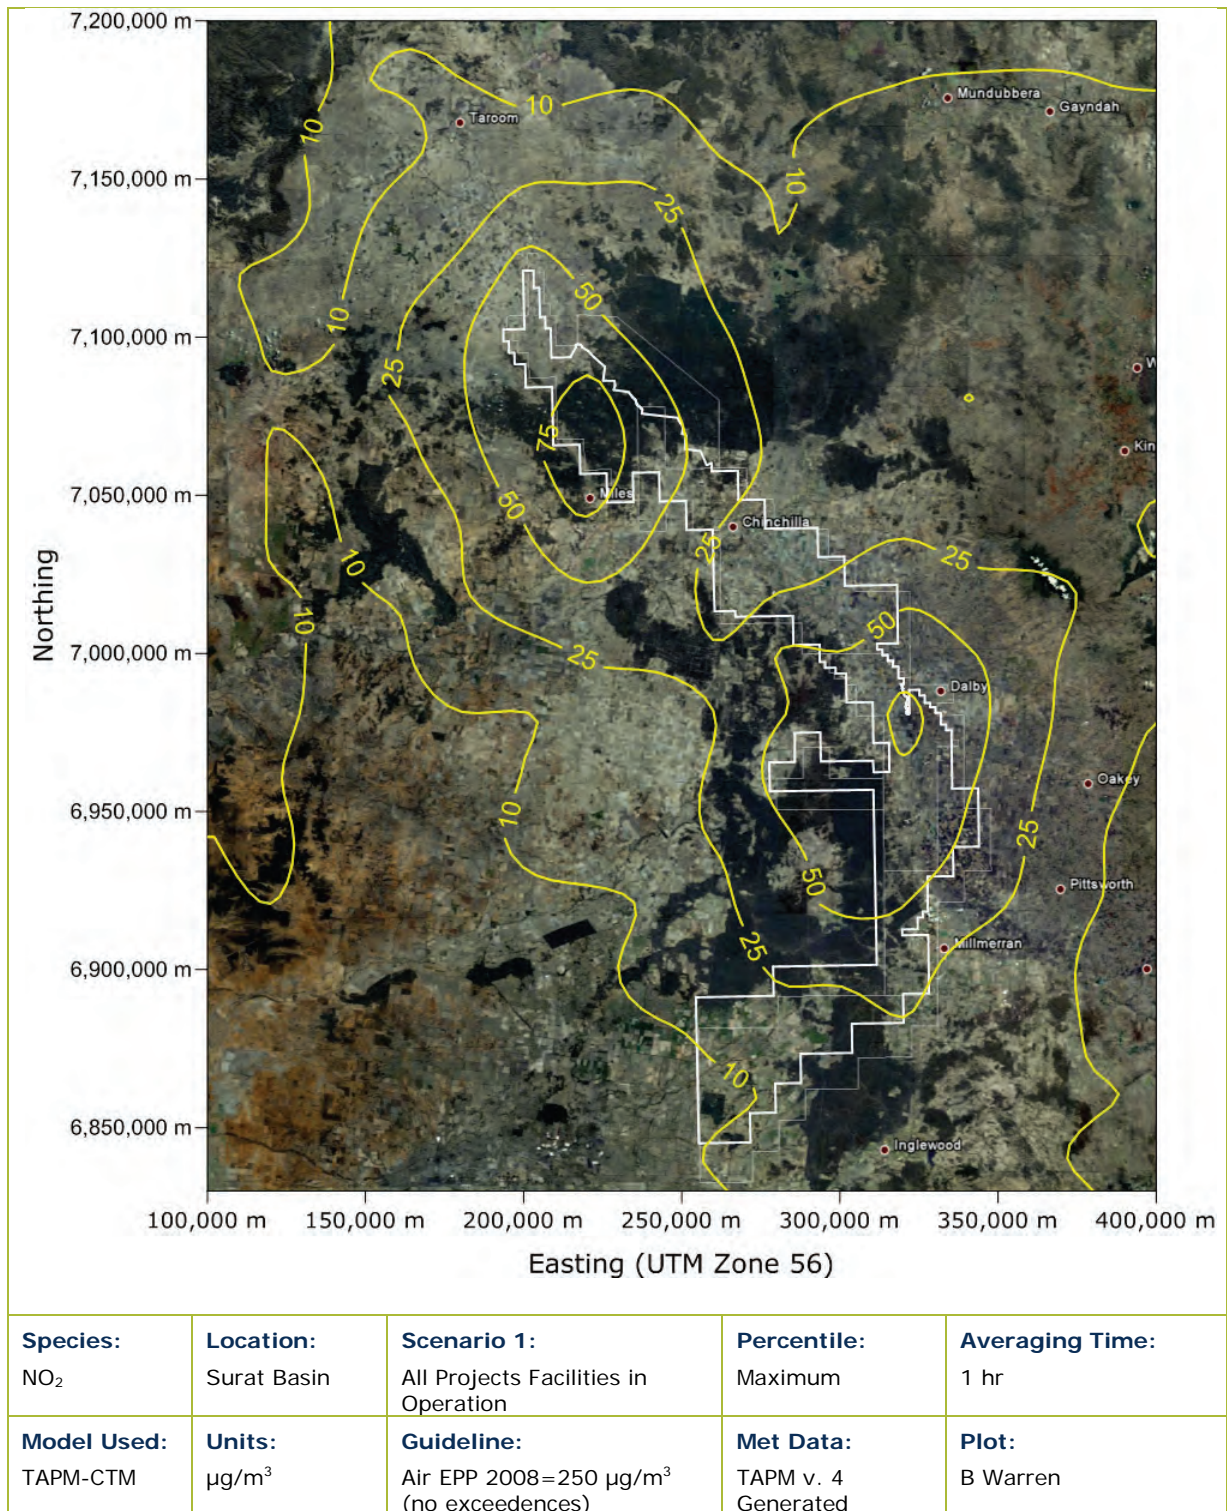 7,200,000 m
7,150,000 m
7,100,000 m
7,050,000 m
7,000,000 m
6,950,000 m
6,900,000 m
6,850,000 m
Northing
100,000 m
150,000 m
200,000 m
250,000 m
300,000 m
350,000 m
400,000 m
Easting (UTM Zone 56)
10
10
10
10
25
25
50
50
75
Taroom
Mundubbera
Gayndah
W
Kin
Miles
Chinchilla
25
25
10
10
25
50
Dalby
Oakey
10
50
25
Pittsworth
25
Millmerran
10
Inglewood
Species:
NO₂
Location:
Surat Basin
Scenario 1:
All Projects Facilities in
Operation
Percentile:
Maximum
Averaging Time:
1 hr
Model Used:
TAPM-CTM
Units:
µg/m³
Guideline:
Air EPP 2008=250 µg/m³
(no exceedences)
Met Data:
TAPM v. 4
Generated
Plot:
B Warren